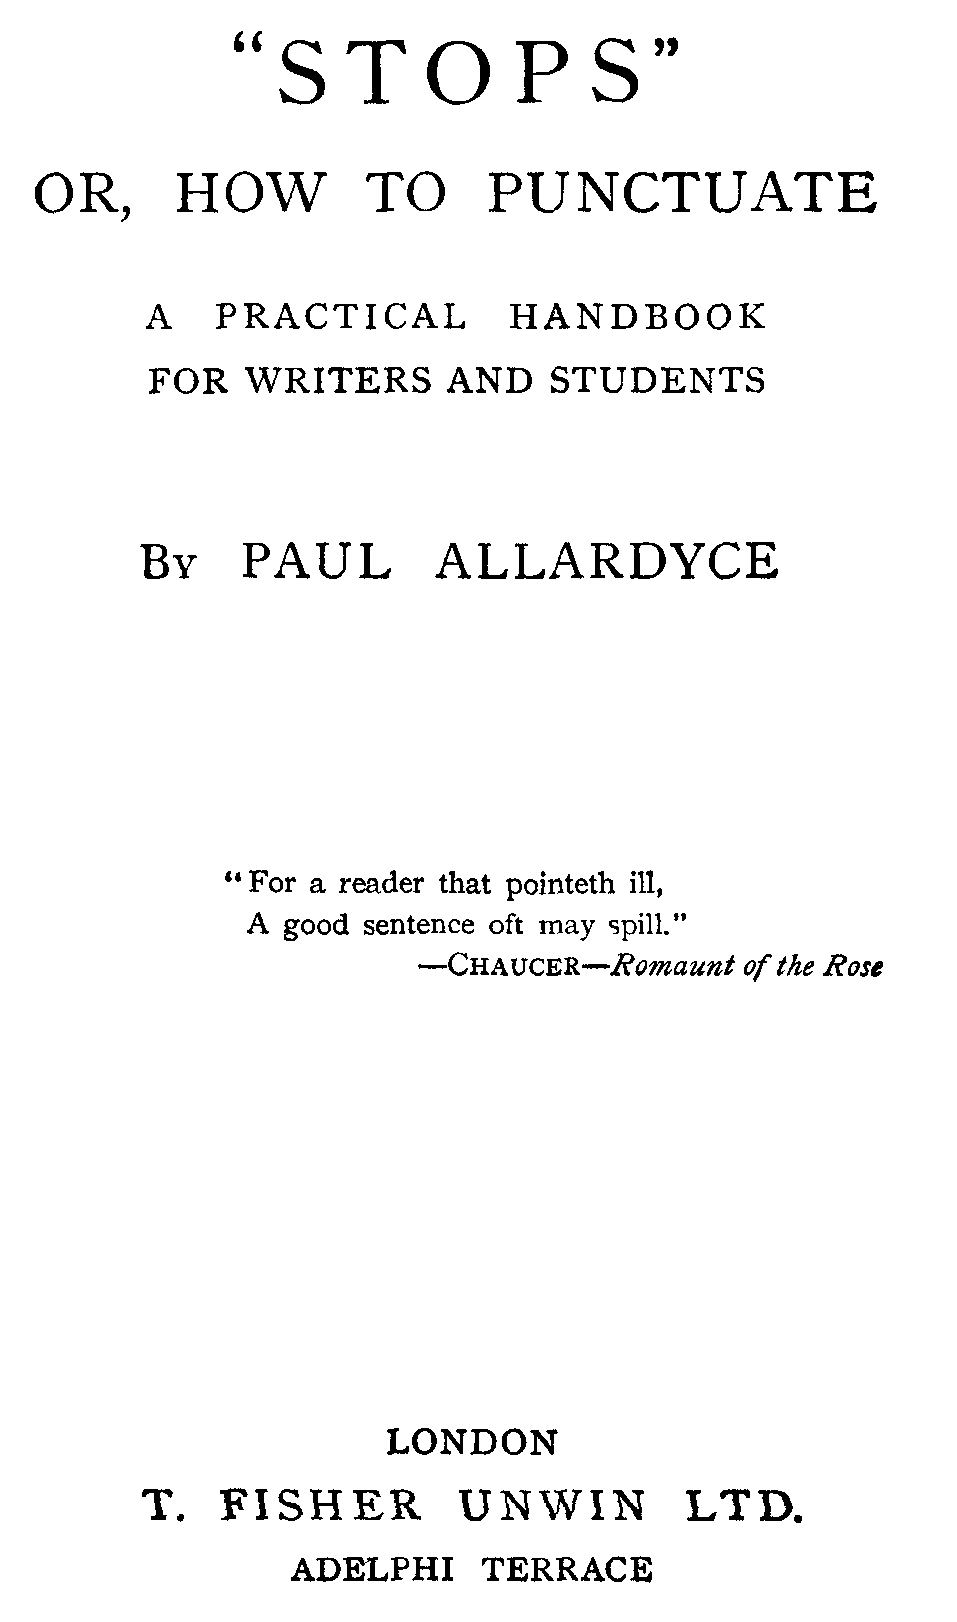 “STOPS”
OR, HOW TO PUNCTUATE
A PRACTICAL HANDBOOK
FOR WRITERS AND STUDENTS
By PAUL ALLARDYCE
“For a reader that pointeth ill,
A good sentence oft may spill.”
—CHAUCER—Romaunt of the Rose
LONDON
T. FISHER UNWIN LTD.
ADELPHI TERRACE